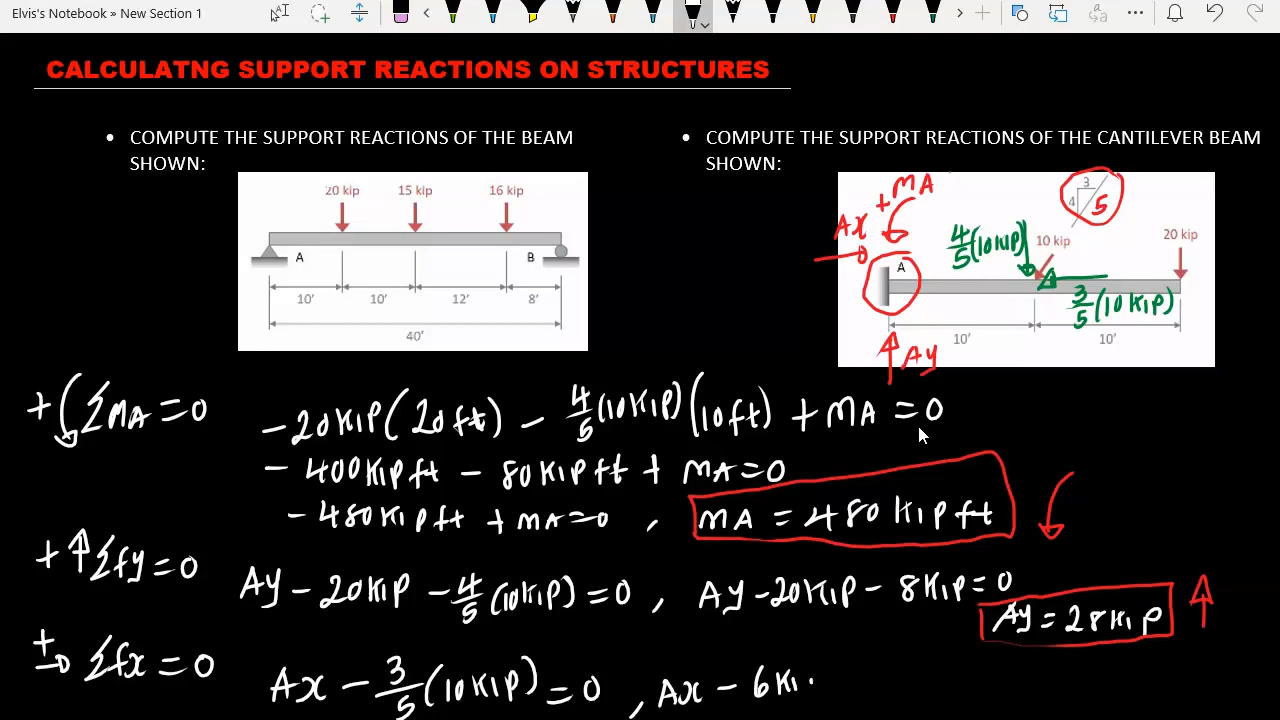 Elvis's Notebook » New Section 1
CALCULATNG SUPPORT REACTIONS ON STRUCTURES
• COMPUTE THE SUPPORT REACTIONS OF THE BEAM
SHOWN:
20 kip 15 kip 16 kip
A B
10' 10' 12' 8'
40'
• COMPUTE THE SUPPORT REACTIONS OF THE CANTILEVER BEAM
SHOWN:
+MA
3
4 5
Ax
4/5(10KIP)
10 kip
20 kip
A
3/5(10KIP)
10' 10'
Ay
+ ΣMA = 0
-20KIP(20ft) - 4/5(10KIP)(10ft) + MA = 0
- 400KIPft - 80KIPft + MA = 0
- 480KIPft + MA = 0 , MA = 480KIPft
+↑Σfy = 0
Ay - 20KIP - 4/5(10KIP) = 0 , Ay - 20KIP - 8KIP = 0
Ay = 28KIP
+→ Σfx = 0
Ax - 3/5(10KIP) = 0 , Ax - 6KI